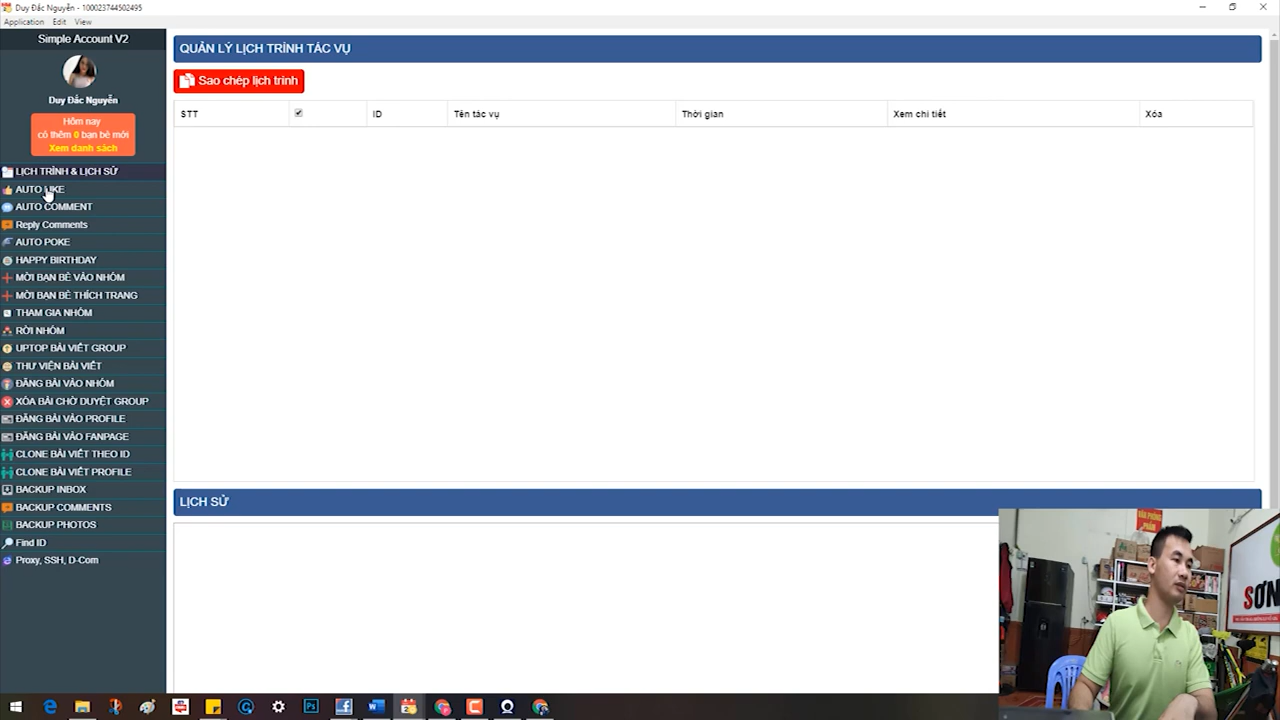 Duy Đắc Nguyễn - 100023744502495
Application Edit View
Simple Account V2
Duy Đắc Nguyễn
Hôm nay
có thêm 0 bạn bè mới
Xem danh sách
LỊCH TRÌNH & LỊCH SỬ
AUTO LIKE
AUTO COMMENT
Reply Comments
AUTO POKE
HAPPY BIRTHDAY
MỜI BẠN BÈ VÀO NHÓM
MỜI BẠN BÈ THÍCH TRANG
THAM GIA NHÓM
RỜI NHÓM
UPTOP BÀI VIẾT GROUP
THƯ VIỆN BÀI VIẾT
ĐĂNG BÀI VÀO NHÓM
XÓA BÀI CHỜ DUYỆT GROUP
ĐĂNG BÀI VÀO PROFILE
ĐĂNG BÀI VÀO FANPAGE
CLONE BÀI VIẾT THEO ID
CLONE BÀI VIẾT PROFILE
BACKUP INBOX
BACKUP COMMENTS
BACKUP PHOTOS
Find ID
Proxy, SSH, D-Com
QUẢN LÝ LỊCH TRÌNH TÁC VỤ
Sao chép lịch trình
STT ID Tên tác vụ Thời gian Xem chi tiết Xóa
LỊCH SỬ
VĂN PHÒNG
PHẨM
SƠN